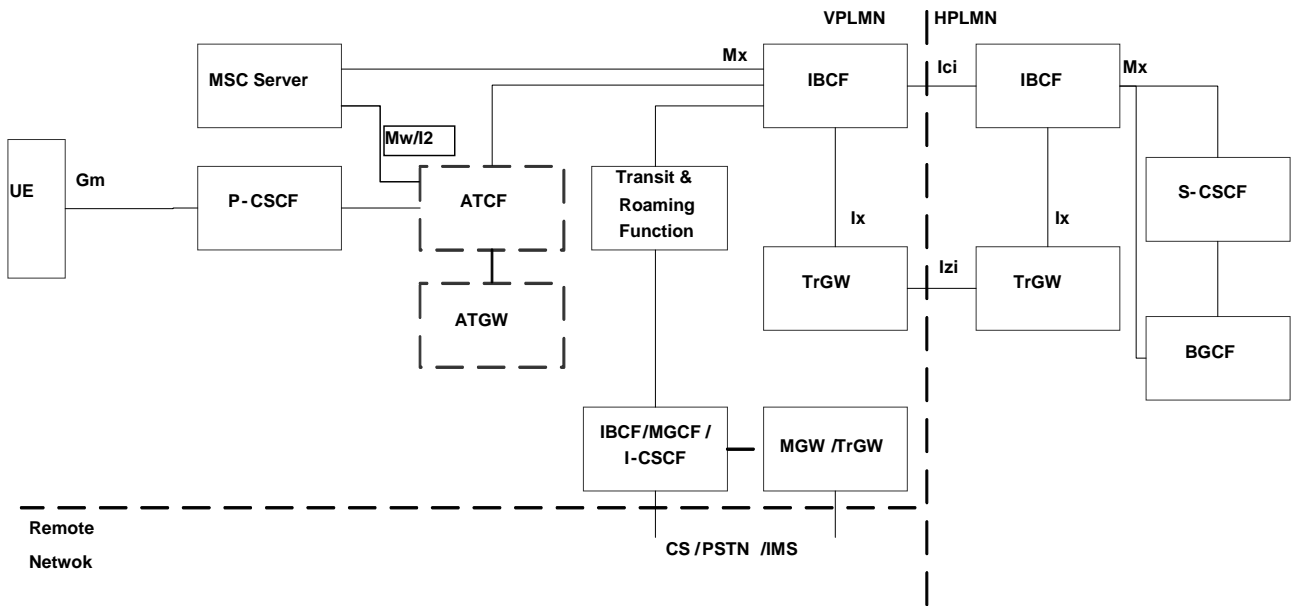 VPLMN
HPLMN
MSC Server
Mx
IBCF
Ici
IBCF
Mx
Mw/I2
UE
Gm
P-CSCF
ATCF
Transit &
Roaming
Function
S-CSCF
Ix
Ix
ATGW
TrGW
Izi
TrGW
BGCF
IBCF/MGCF/
I-CSCF
MGW /TrGW
Remote
Netwok
CS /PSTN /IMS